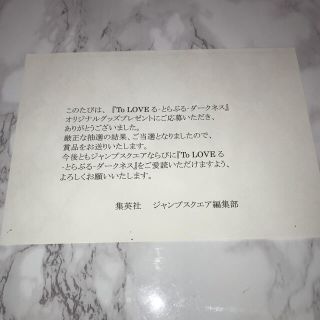 このたびは、『To LOVEる-とらぶる-ダークネス』
オリジナルグッズプレゼントにご応募いただき、
ありがとうございました。
厳正な抽選の結果、ご当選となりましたので、
賞品をお送りいたします。
今後ともジャンプスクエアならびに『To LOVEる
-とらぶる-ダークネス』をご愛読いただけますよう、
よろしくお願いいたします。
集英社　ジャンプスクエア編集部